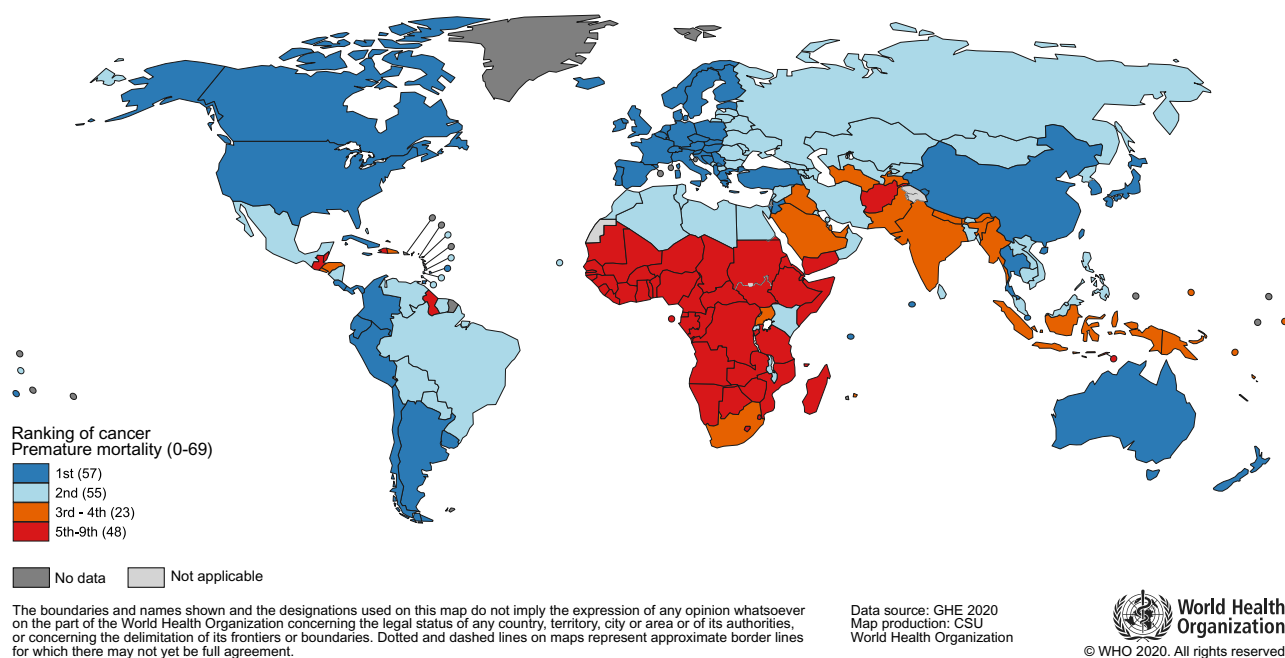 Ranking of cancer
Premature mortality (0-69)
1st (57)
2nd (55)
3rd - 4th (23)
5th-9th (48)
No data
Not applicable
The boundaries and names shown and the designations used on this map do not imply the expression of any opinion whatsoever
on the part of the World Health Organization concerning the legal status of any country, territory, city or area or of its authorities,
or concerning the delimitation of its frontiers or boundaries. Dotted and dashed lines on maps represent approximate border lines
for which there may not yet be full agreement.
Data source: GHE 2020
Map production: CSU
World Health Organization
World Health
Organization
© WHO 2020. All rights reserved